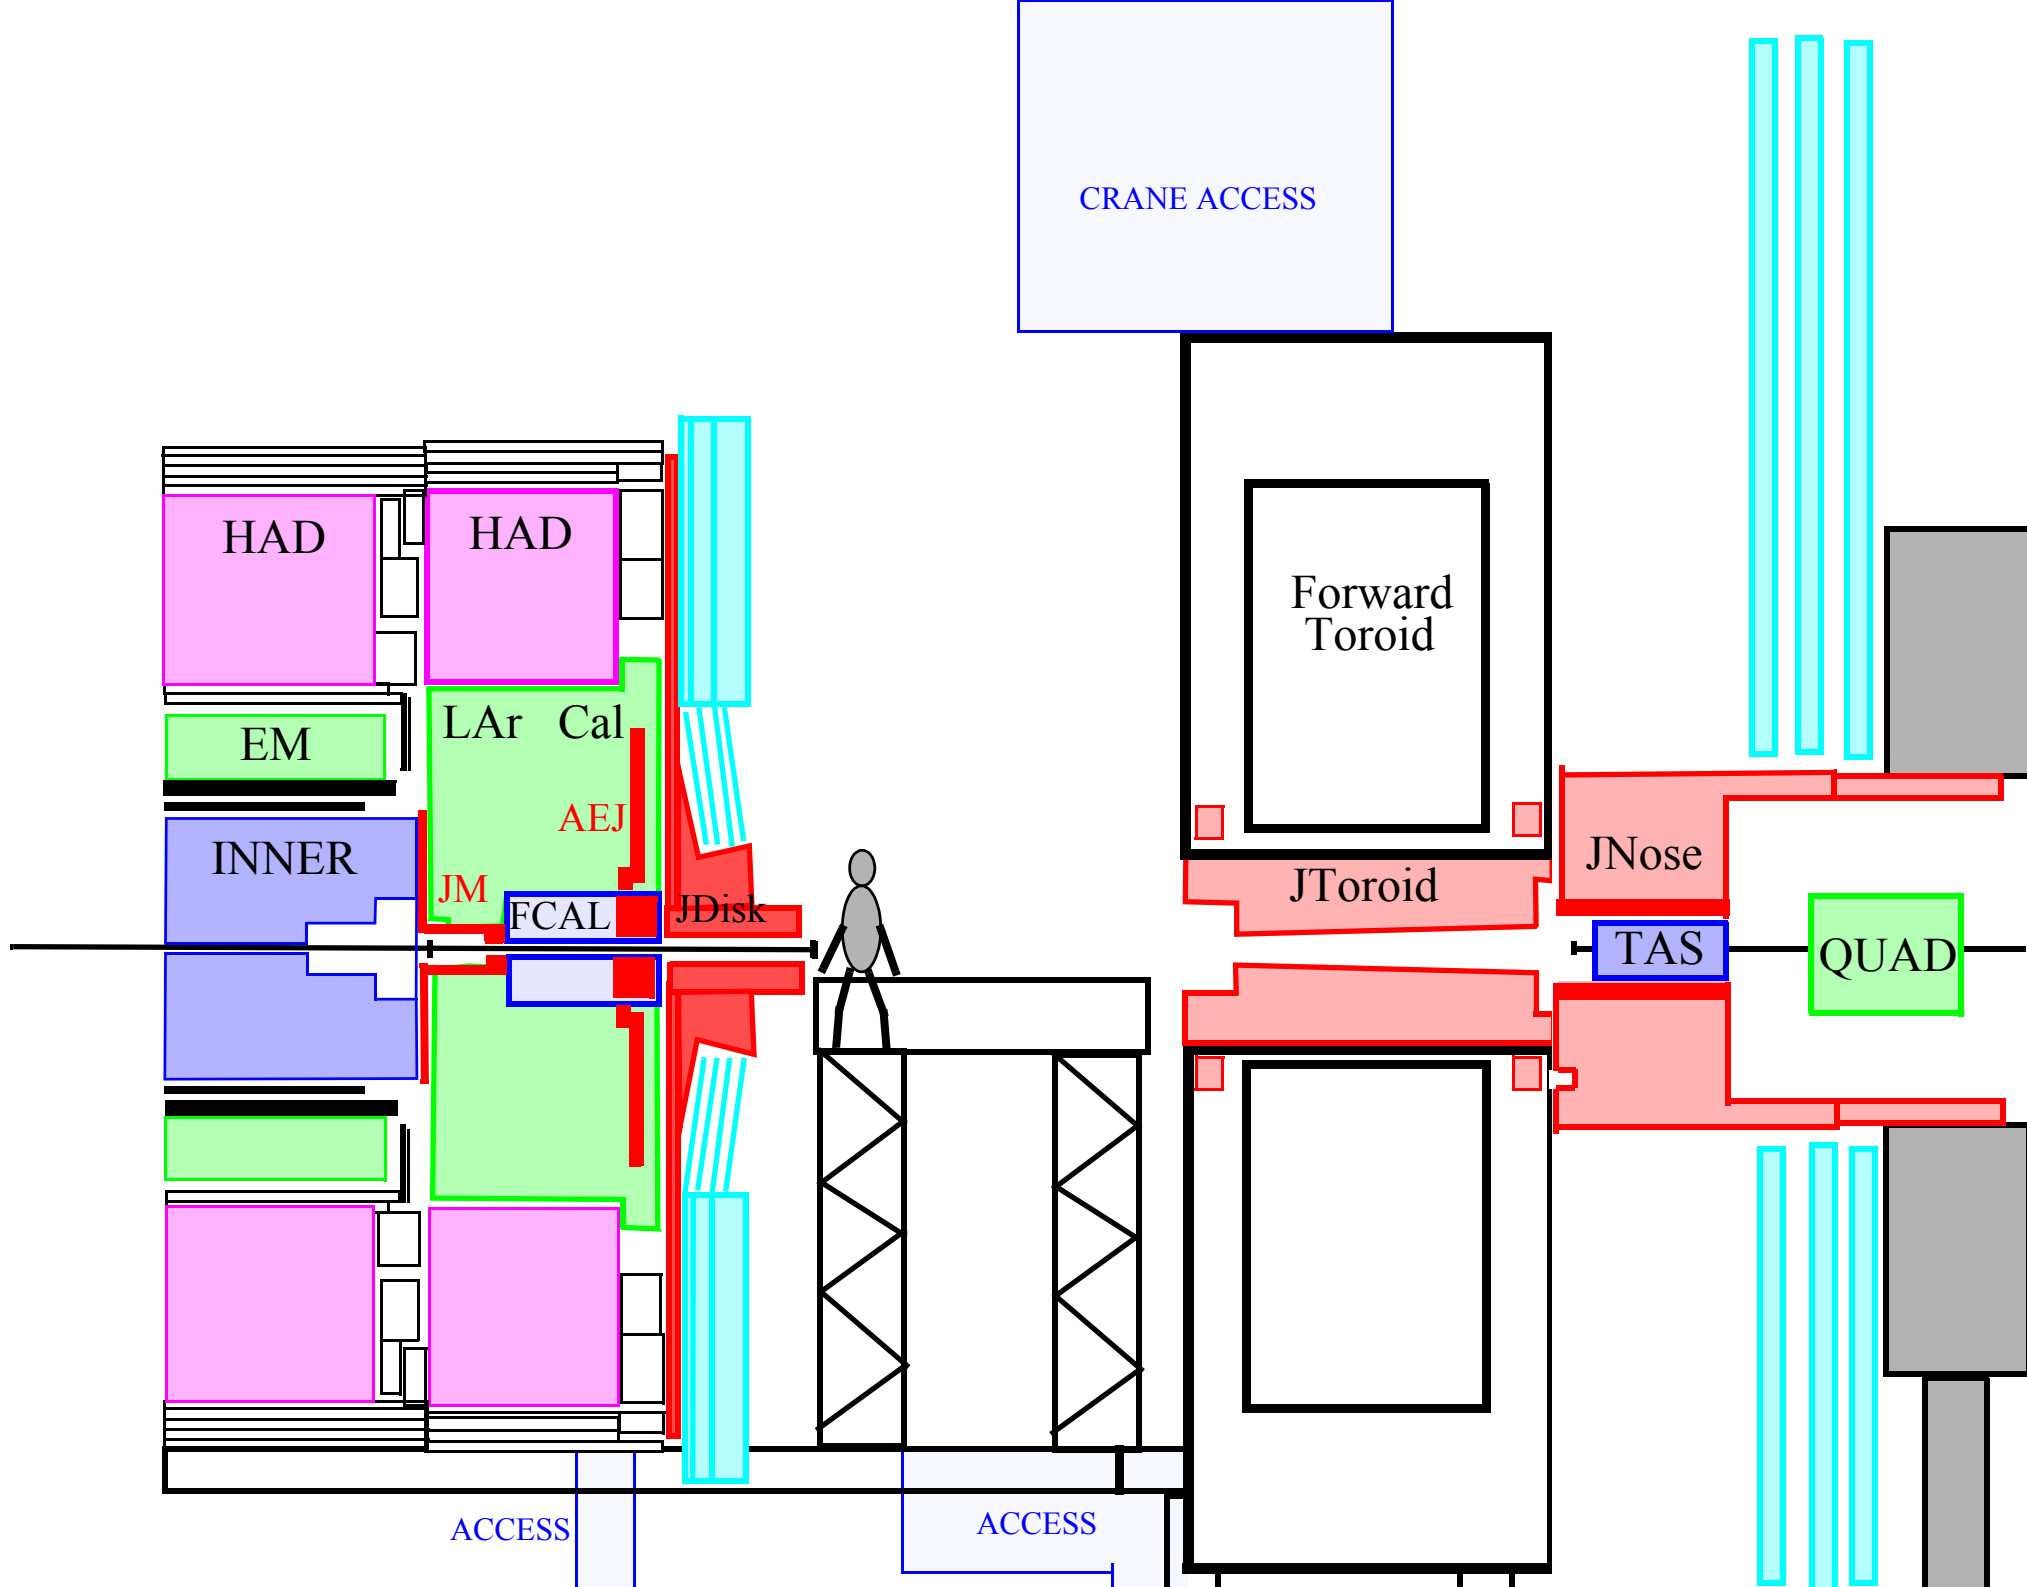 CRANE ACCESS
HAD
HAD
Forward
Toroid
LAr Cal
EM
AEJ
INNER
JM
FCAL
JDisk
JToroid
JNose
TAS
QUAD
ACCESS
ACCESS